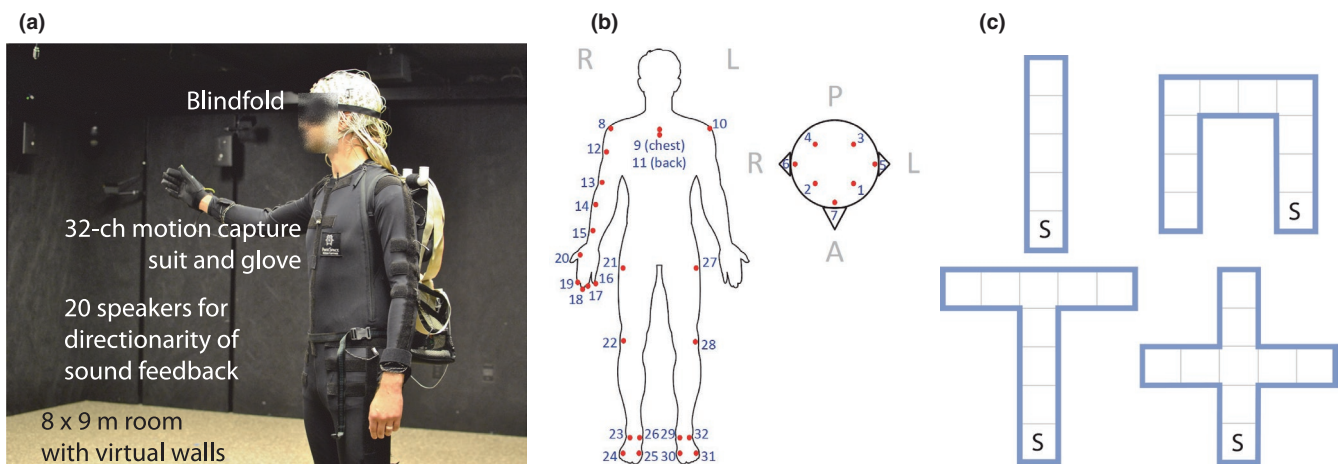 (a)
Blindfold
32-ch motion capture
suit and glove
20 speakers for
directionarity of
sound feedback
8 x 9 m room
with virtual walls
(b)
R
L
8
10
9 (chest)
11 (back)
12
13
14
15
20
21
27
16
19
17
18
22
28
23
26
29
32
24
25
30
31
P
4
3
R
6
5
L
2
1
7
A
(c)
S
S
S
S